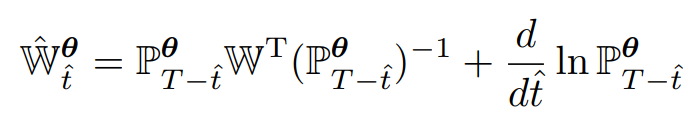 $\hat{\mathbb{W}}^{\boldsymbol{\theta}}_{\hat{t}} = \mathbb{P}^{\boldsymbol{\theta}}_{T-\hat{t}} \mathbb{W}^{\mathrm{T}} (\mathbb{P}^{\boldsymbol{\theta}}_{T-\hat{t}})^{-1} + \frac{d}{d\hat{t}} \ln \mathbb{P}^{\boldsymbol{\theta}}_{T-\hat{t}}$